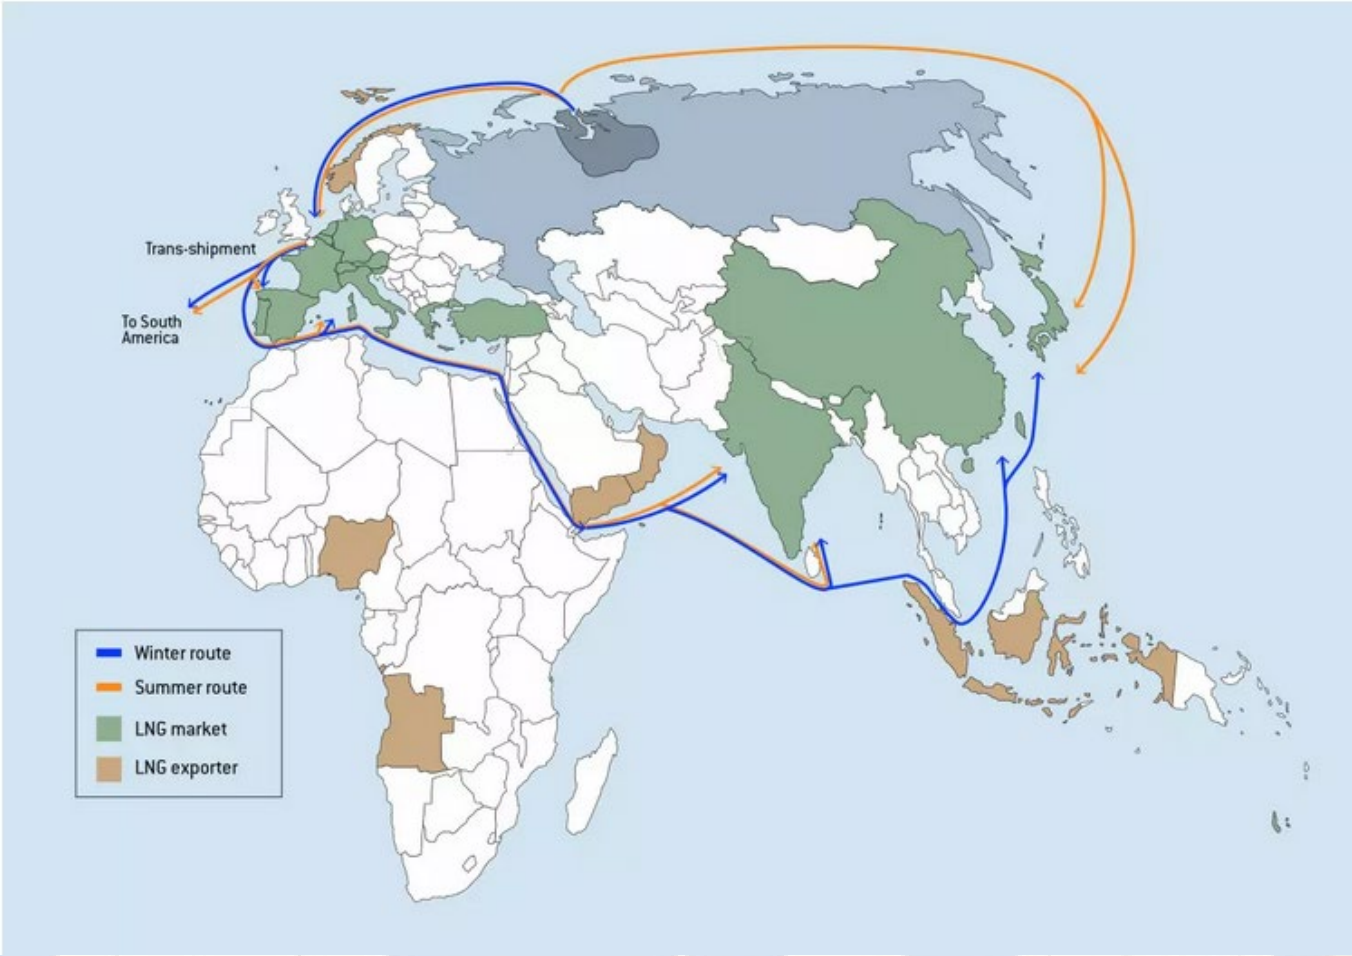 Trans-shipment
To South
America
Winter route
Summer route
LNG market
LNG exporter